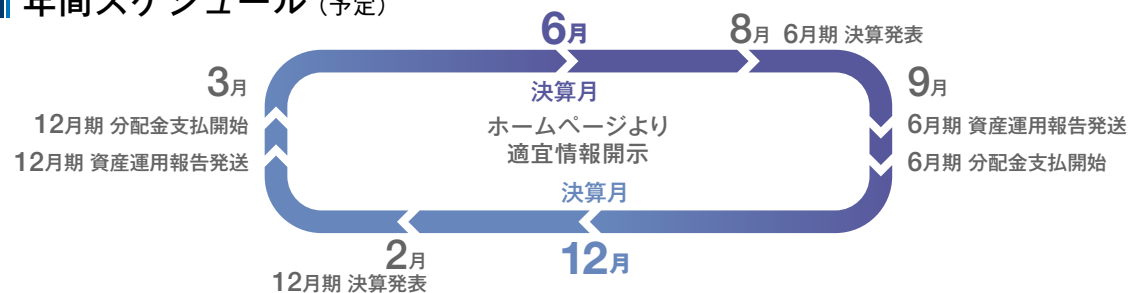 年間スケジュール（予定）
6月
決算月
8月 6月期 決算発表
9月
6月期 資産運用報告発送
6月期 分配金支払開始
ホームページより
適宜情報開示
決算月
12月
2月
12月期 決算発表
3月
12月期 分配金支払開始
12月期 資産運用報告発送